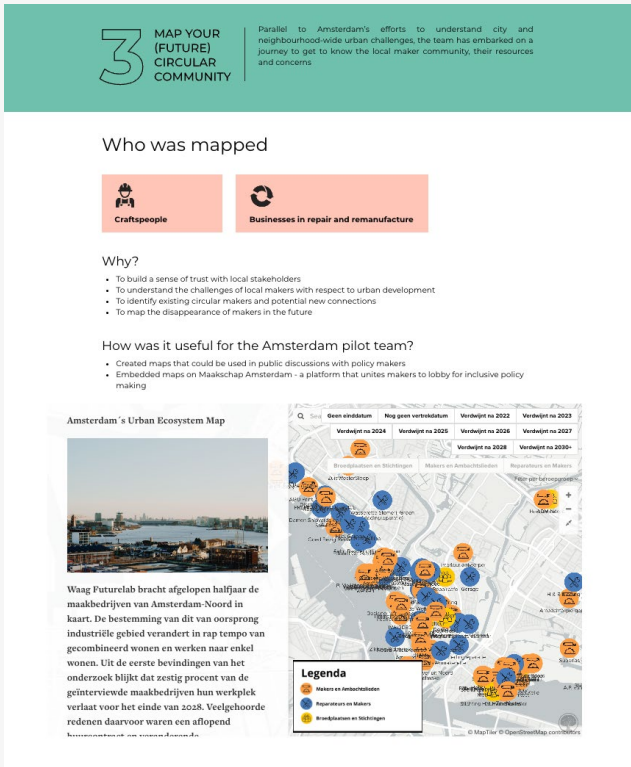 3
MAP YOUR
(FUTURE)
CIRCULAR
COMMUNITY
Parallel to Amsterdam's efforts to understand city and
neighbourhood-wide urban challenges, the team has embarked on a
journey to get to know the local maker community, their resources
and concerns
Who was mapped
Craftspeople
Businesses in repair and remanufacture
Why?
To build a sense of trust with local stakeholders
To understand the challenges of local makers with respect to urban development
To identify existing circular makers and potential new connections
To map the disappearance of makers in the future
How was it useful for the Amsterdam pilot team?
Created maps that could be used in public discussions with policy makers
Embedded maps on Maakschap Amsterdam - a platform that unites makers to lobby for inclusive policy
making
Amsterdam´s Urban Ecosystem Map
Waag Futurelab bracht afgelopen halfjaar de
maakbedrijven van Amsterdam-Noord in
kaart. De bestemming van dit van oorsprong
industriële gebied verandert in rap tempo van
gecombineerd wonen en werken naar enkel
wonen. Uit de eerste bevindingen van het
onderzoek blijkt dat zestig procent van de
geïnterviewde maakbedrijven hun werkplek
verlaat voor het einde van 2028. Veelgehoorde
redenen daarvoor waren een aflopend
huurcontract en veranderende
Geen einddatum Nog geen vertrekdatum Verdwijnt na 2022 Verdwijnt na 2023
Verdwijnt na 2024 Verdwijnt na 2025 Verdwijnt na 2026 Verdwijnt na 2027
Verdwijnt na 2028 Verdwijnt na 2030+
Broedplaatsen en Stichtingen Makers en Ambachtslieden Reparateurs en Makers
Legenda
Makers en Ambachtslieden
Reparateurs en Makers
Broedplaatsen en Stichtingen
© MapTiler © OpenStreetMap contributors